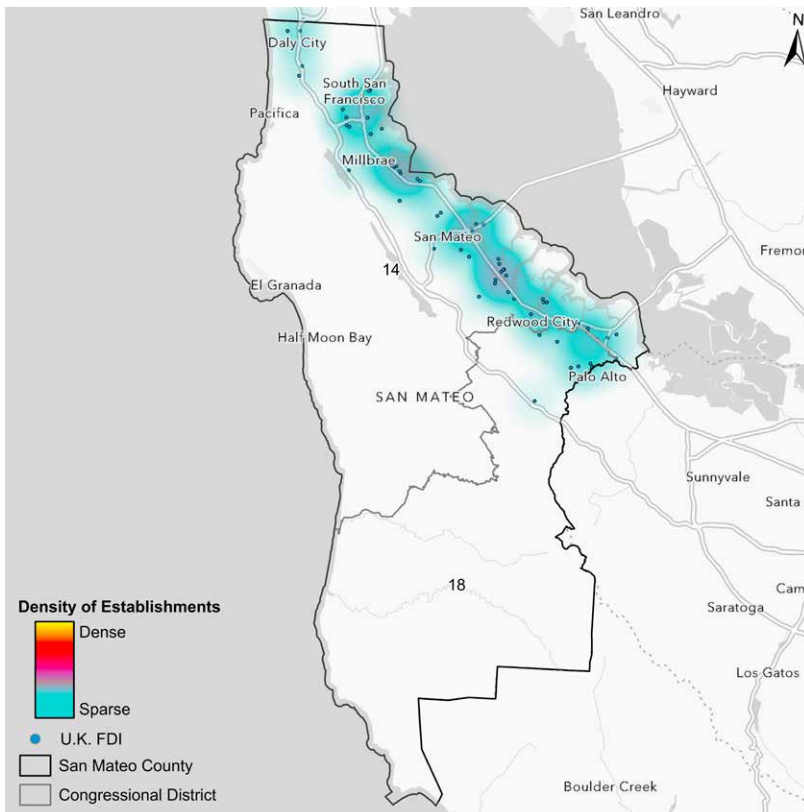 San Leandro
N
Daly City
Hayward
South San
Francisco
Pacifica
Millbrae
San Mateo
Fremo
14
El Granada
Redwood City
Half Moon Bay
Palo Alto
SAN MATEO
Sunnyvale
Santa
18
Cam
Saratoga
Los Gatos
Boulder Creek
Density of Establishments
Dense
Sparse
U.K. FDI
San Mateo County
Congressional District